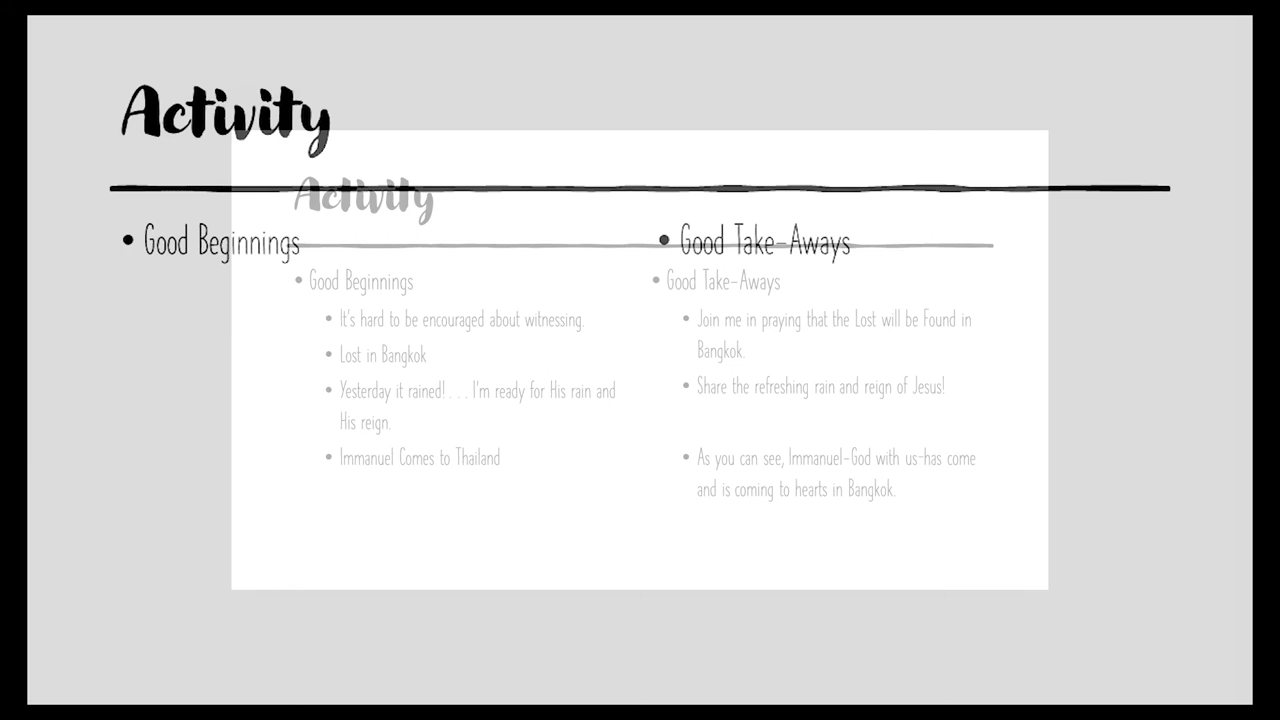 Activity
• Good Beginnings
• Good Take-Aways
Activity
• Good Beginnings
• It's hard to be encouraged about witnessing.
• Lost in Bangkok
• Yesterday it rained! . . . I'm ready for His rain and
His reign.
• Immanuel Comes to Thailand
• Good Take-Aways
• Join me in praying that the Lost will be Found in
Bangkok.
• Share the refreshing rain and reign of Jesus!
• As you can see, Immanuel-God with us-has come
and is coming to hearts in Bangkok.